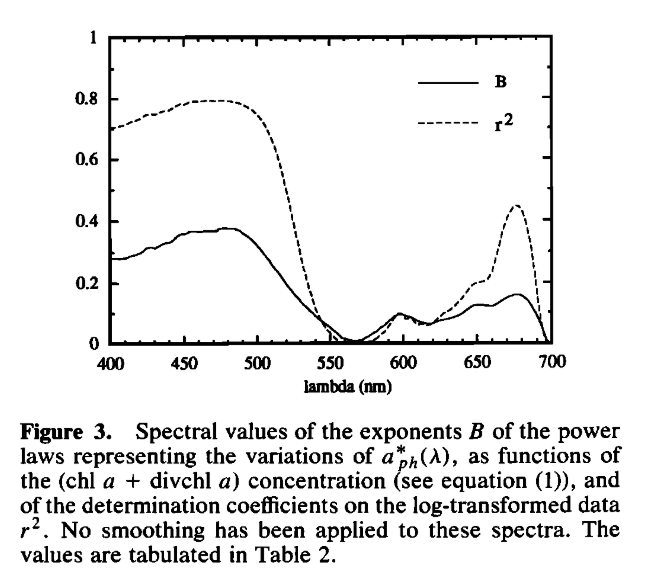 1
0.8
0.6
0.4
0.2
0
B
r²
400 450 500 550 600 650 700
lambda (nm)
Figure 3. Spectral values of the exponents B of the power
laws representing the variations of a*ph(λ), as functions of
the (chl a + divchl a) concentration (see equation (1)), and
of the determination coefficients on the log-transformed data
r². No smoothing has been applied to these spectra. The
values are tabulated in Table 2.